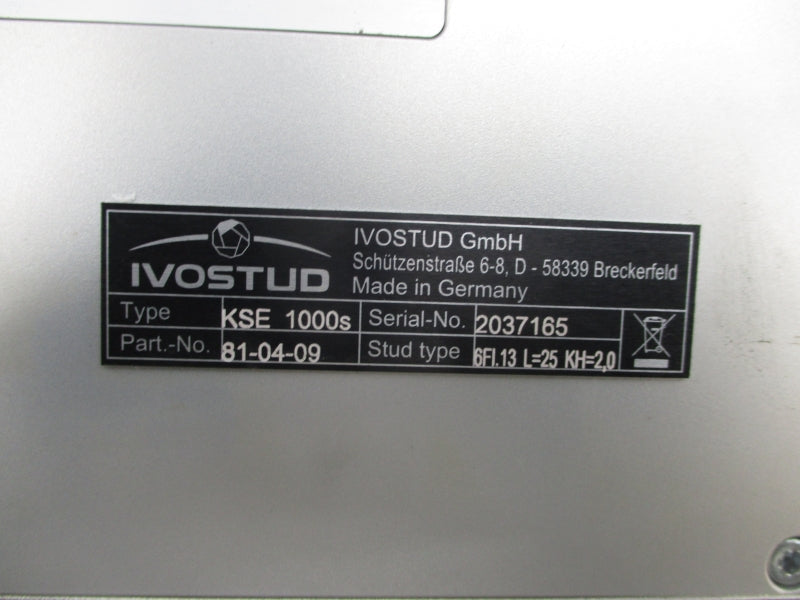 IVOSTUD
IVOSTUD GmbH
Schützenstraße 6-8, D - 58339 Breckerfeld
Made in Germany
Type KSE 1000s Serial-No. 2037165
Part.-No. 81-04-09 Stud type 6Fl.13 L=25 KH=2,0